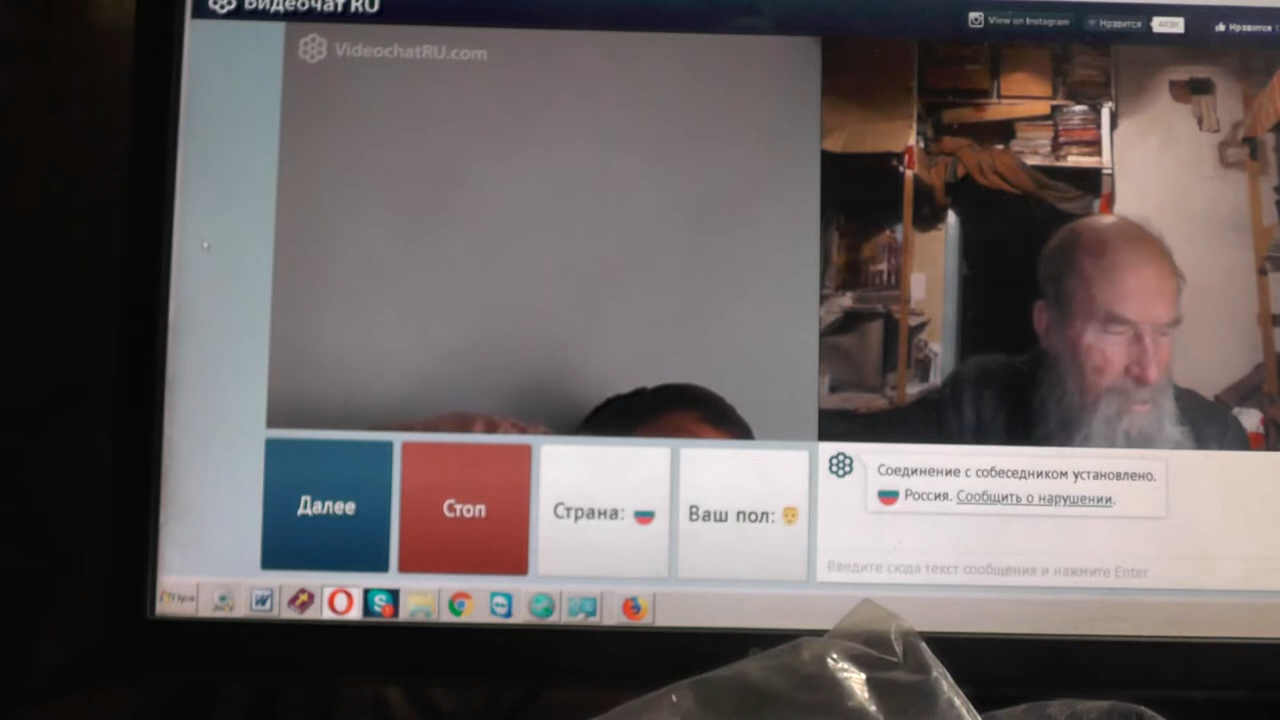 Видеочат RU
View on Instagram
Нравится
Нравится
VideochatRU.com
Далее
Стоп
Страна:
Ваш пол:
Соединение с собеседником установлено.
Россия. Сообщить о нарушении.
Введите сюда текст сообщения и нажмите Enter